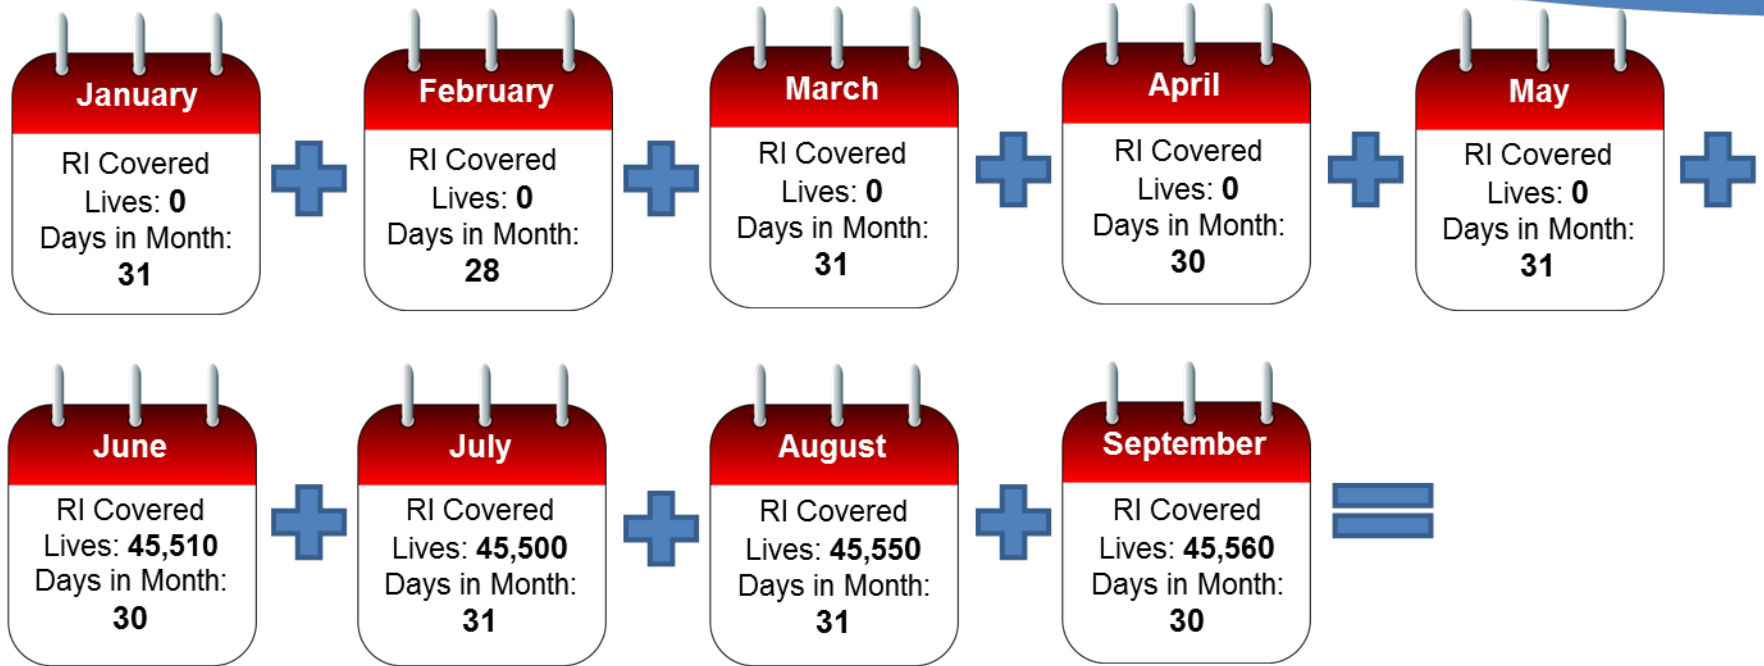 January
RI Covered
Lives: 0
Days in Month:
31
February
RI Covered
Lives: 0
Days in Month:
28
March
RI Covered
Lives: 0
Days in Month:
31
April
RI Covered
Lives: 0
Days in Month:
30
May
RI Covered
Lives: 0
Days in Month:
31
June
RI Covered
Lives: 45,510
Days in Month:
30
July
RI Covered
Lives: 45,500
Days in Month:
31
August
RI Covered
Lives: 45,550
Days in Month:
31
September
RI Covered
Lives: 45,560
Days in Month:
30